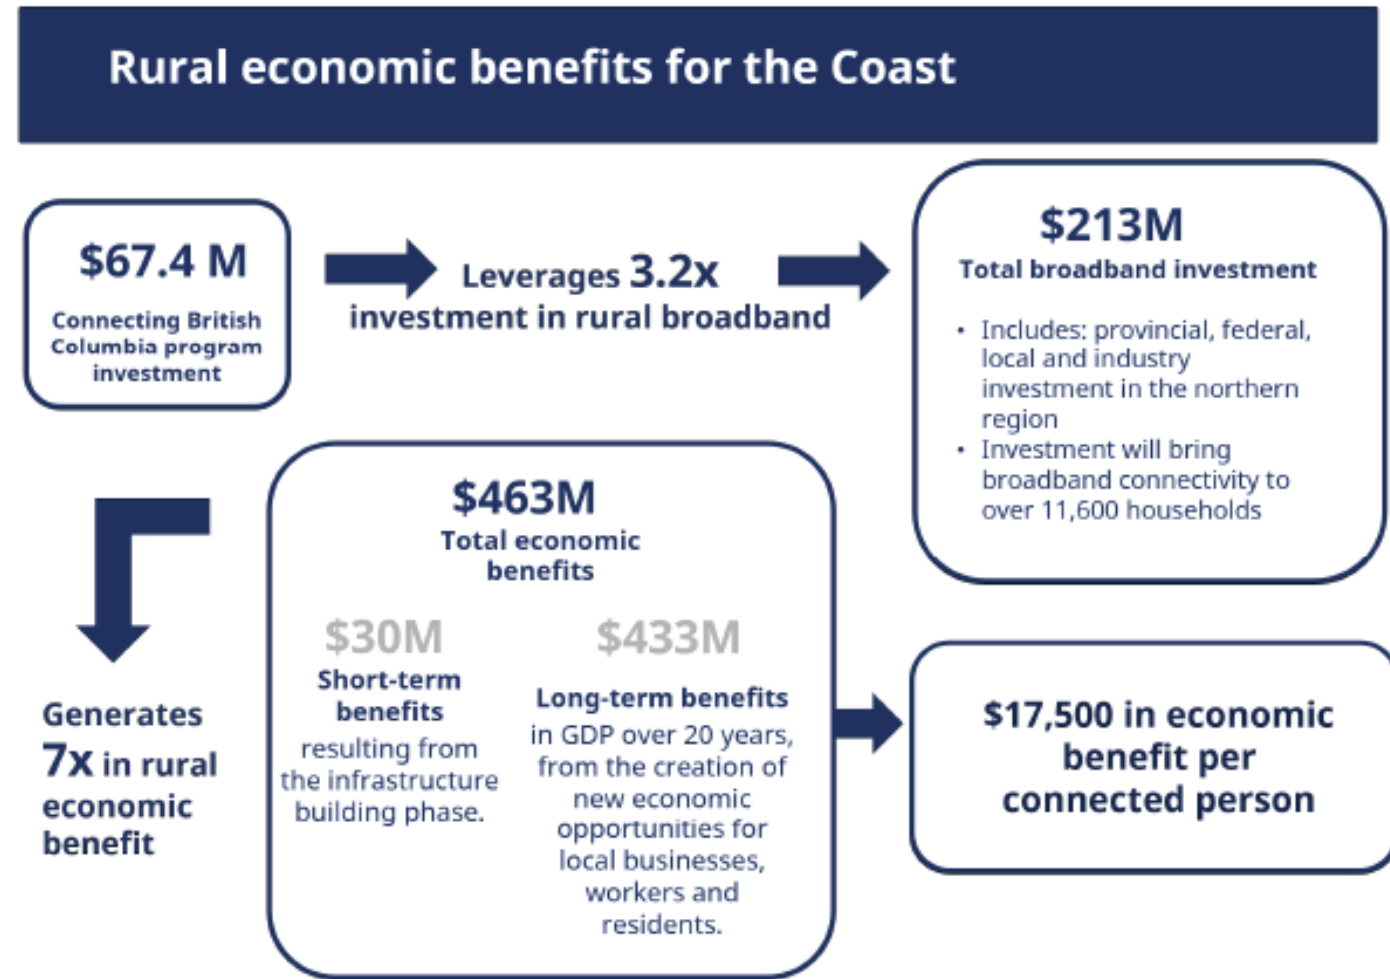 Rural economic benefits for the Coast
$67.4 M
Connecting British
Columbia program
investment
Leverages 3.2x
investment in rural broadband
$213M
Total broadband investment
• Includes: provincial, federal,
local and industry
investment in the northern
region
• Investment will bring
broadband connectivity to
over 11,600 households
Generates
7x in rural
economic
benefit
$463M
Total economic
benefits
$30M
Short-term
benefits
resulting from
the infrastructure
building phase.
$433M
Long-term benefits
in GDP over 20 years,
from the creation of
new economic
opportunities for
local businesses,
workers and
residents.
$17,500 in economic
benefit per
connected person